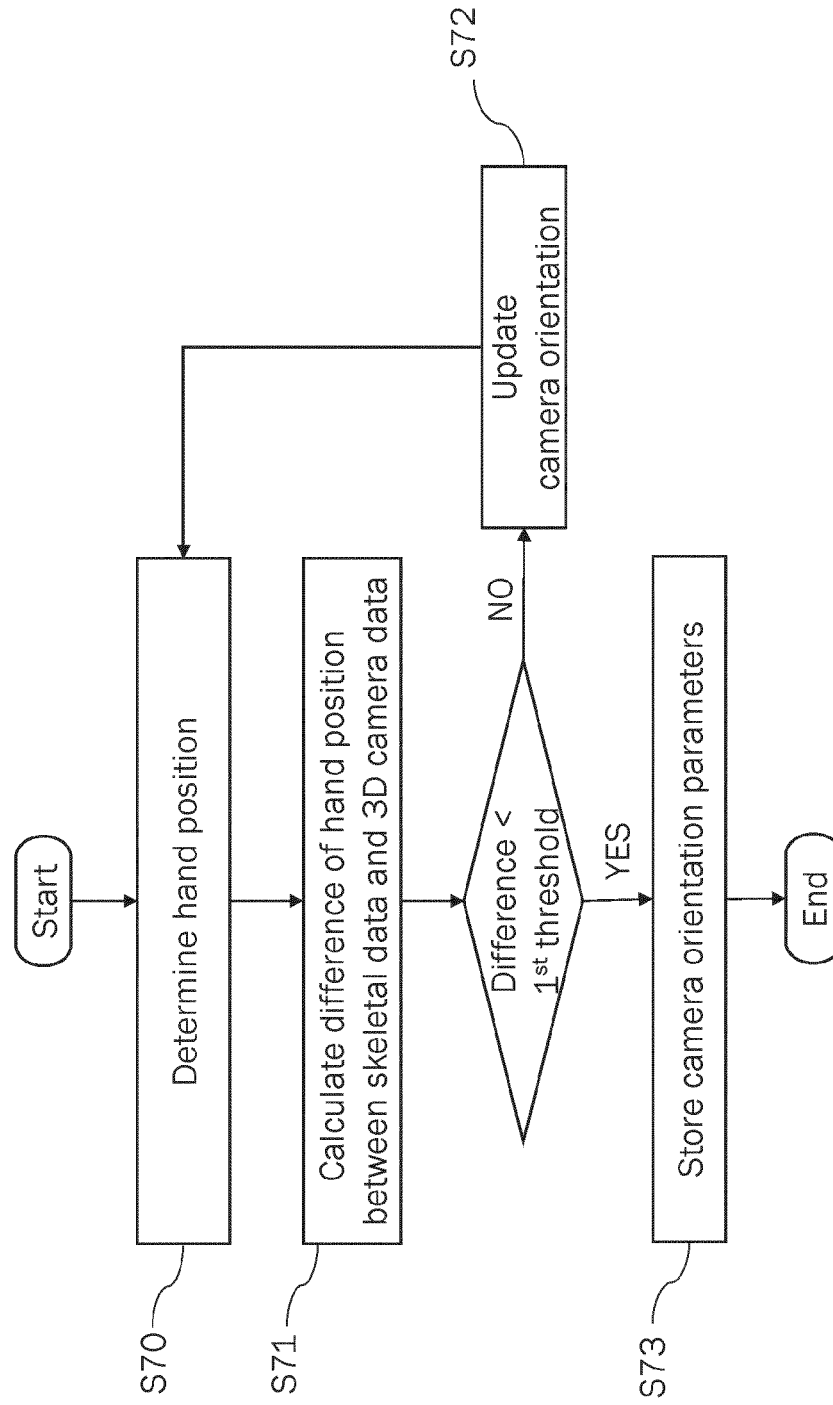 Start
S70
Determine hand position
S71
Calculate difference of hand position
between skeletal data and 3D camera data
Difference <
1st threshold
NO
S72
Update
camera orientation
YES
S73
Store camera orientation parameters
End